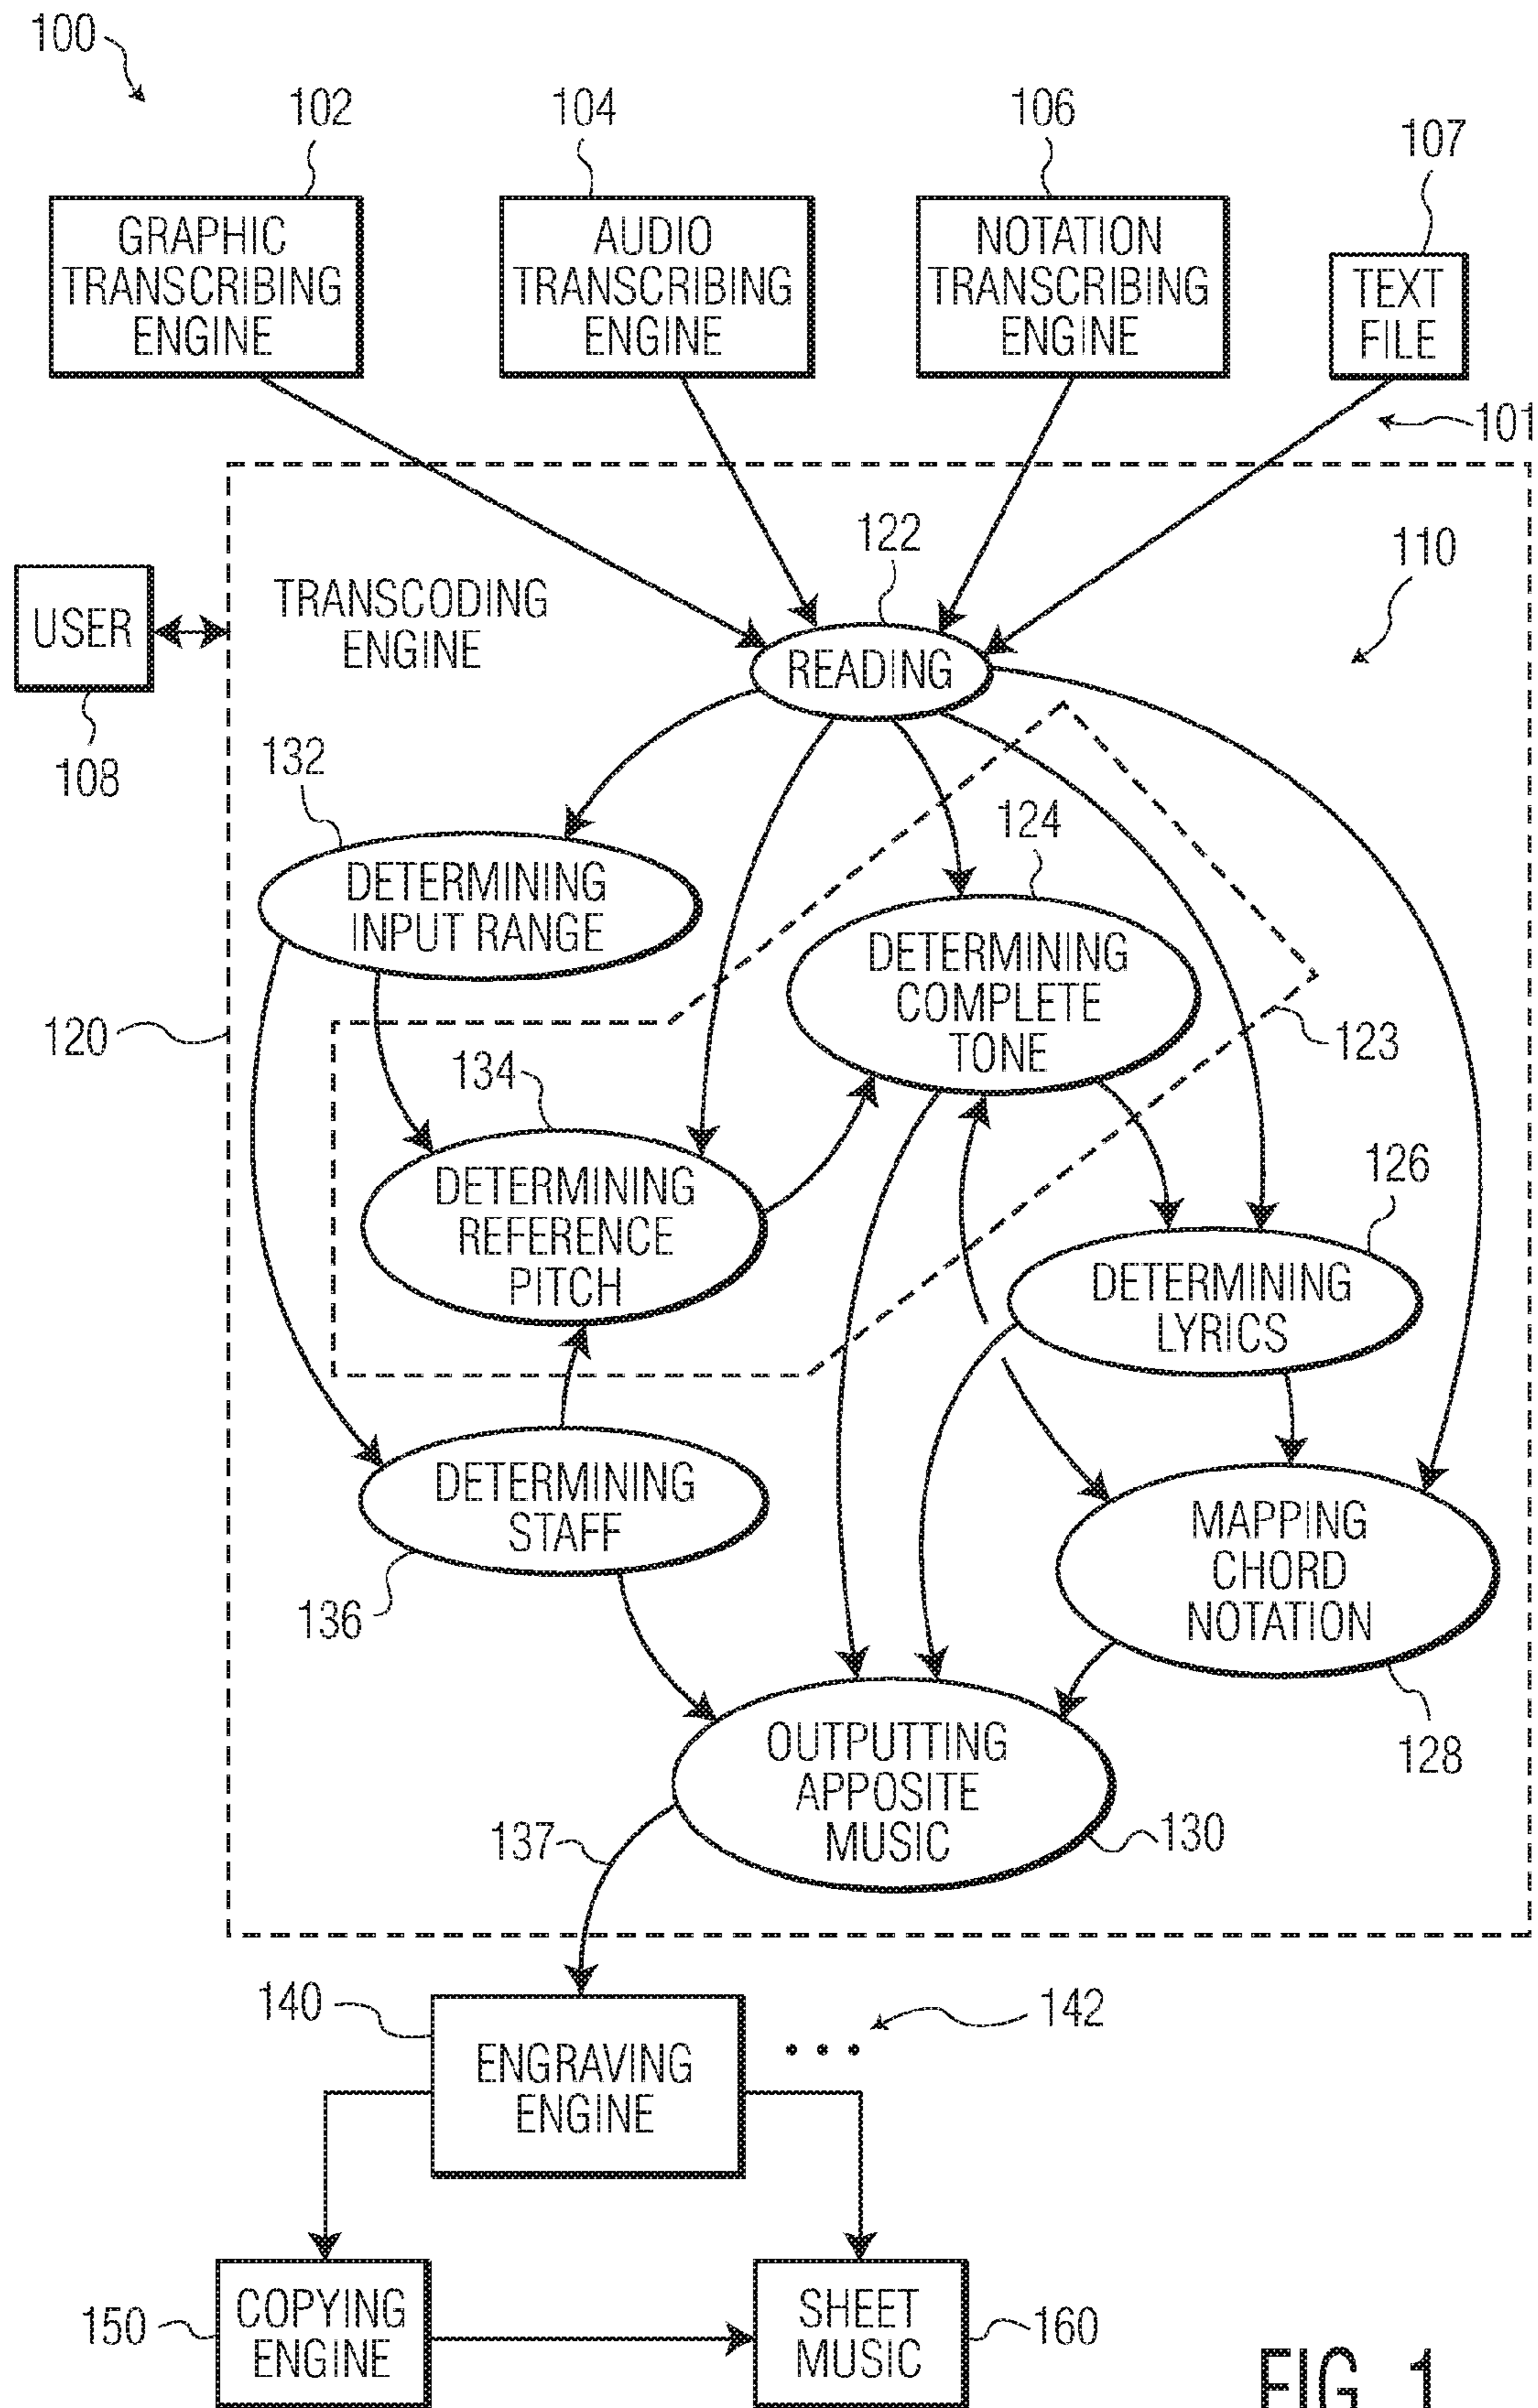 100
102
104
106
107
GRAPHIC
TRANSCRIBING
ENGINE
AUDIO
TRANSCRIBING
ENGINE
NOTATION
TRANSCRIBING
ENGINE
TEXT
FILE
101
122
110
USER
TRANSCODING
ENGINE
READING
108
132
124
DETERMINING
INPUT RANGE
DETERMINING
COMPLETE
TONE
120
123
134
DETERMINING
REFERENCE
PITCH
126
DETERMINING
LYRICS
DETERMINING
STAFF
136
MAPPING
CHORD
NOTATION
128
OUTPUTTING
APPOSITE
MUSIC
137
130
140
142
ENGRAVING
ENGINE
• • •
150
COPYING
ENGINE
SHEET
MUSIC
160
FIG. 1